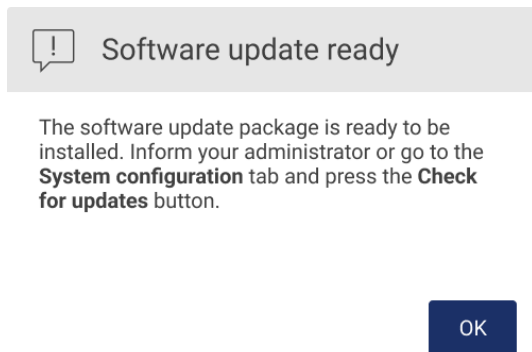 Software update ready
The software update package is ready to be
installed. Inform your administrator or go to the
System configuration tab and press the Check
for updates button.
OK